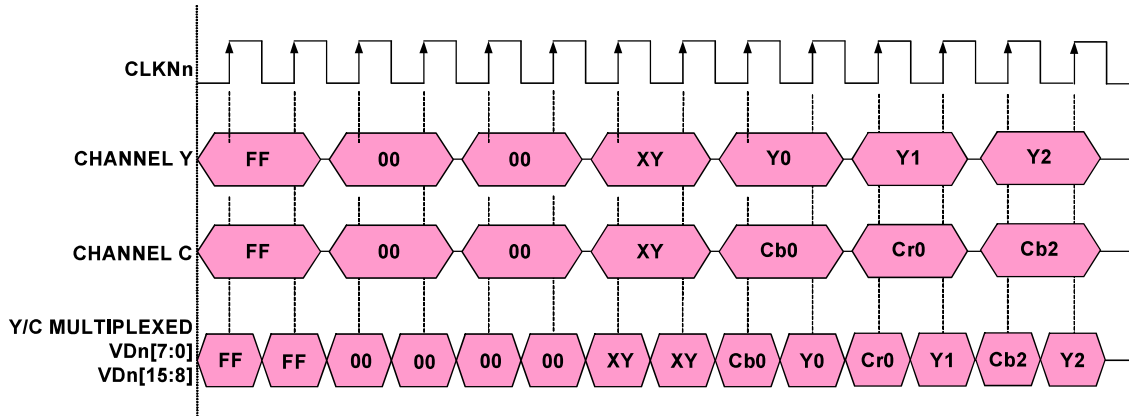 CLKNn
CHANNEL Y FF 00 00 XY Y0 Y1 Y2
CHANNEL C FF 00 00 XY Cb0 Cr0 Cb2
Y/C MULTIPLEXED
VDn[7:0]
VDn[15:8]
FF FF 00 00 00 00 XY XY Cb0 Y0 Cr0 Y1 Cb2 Y2